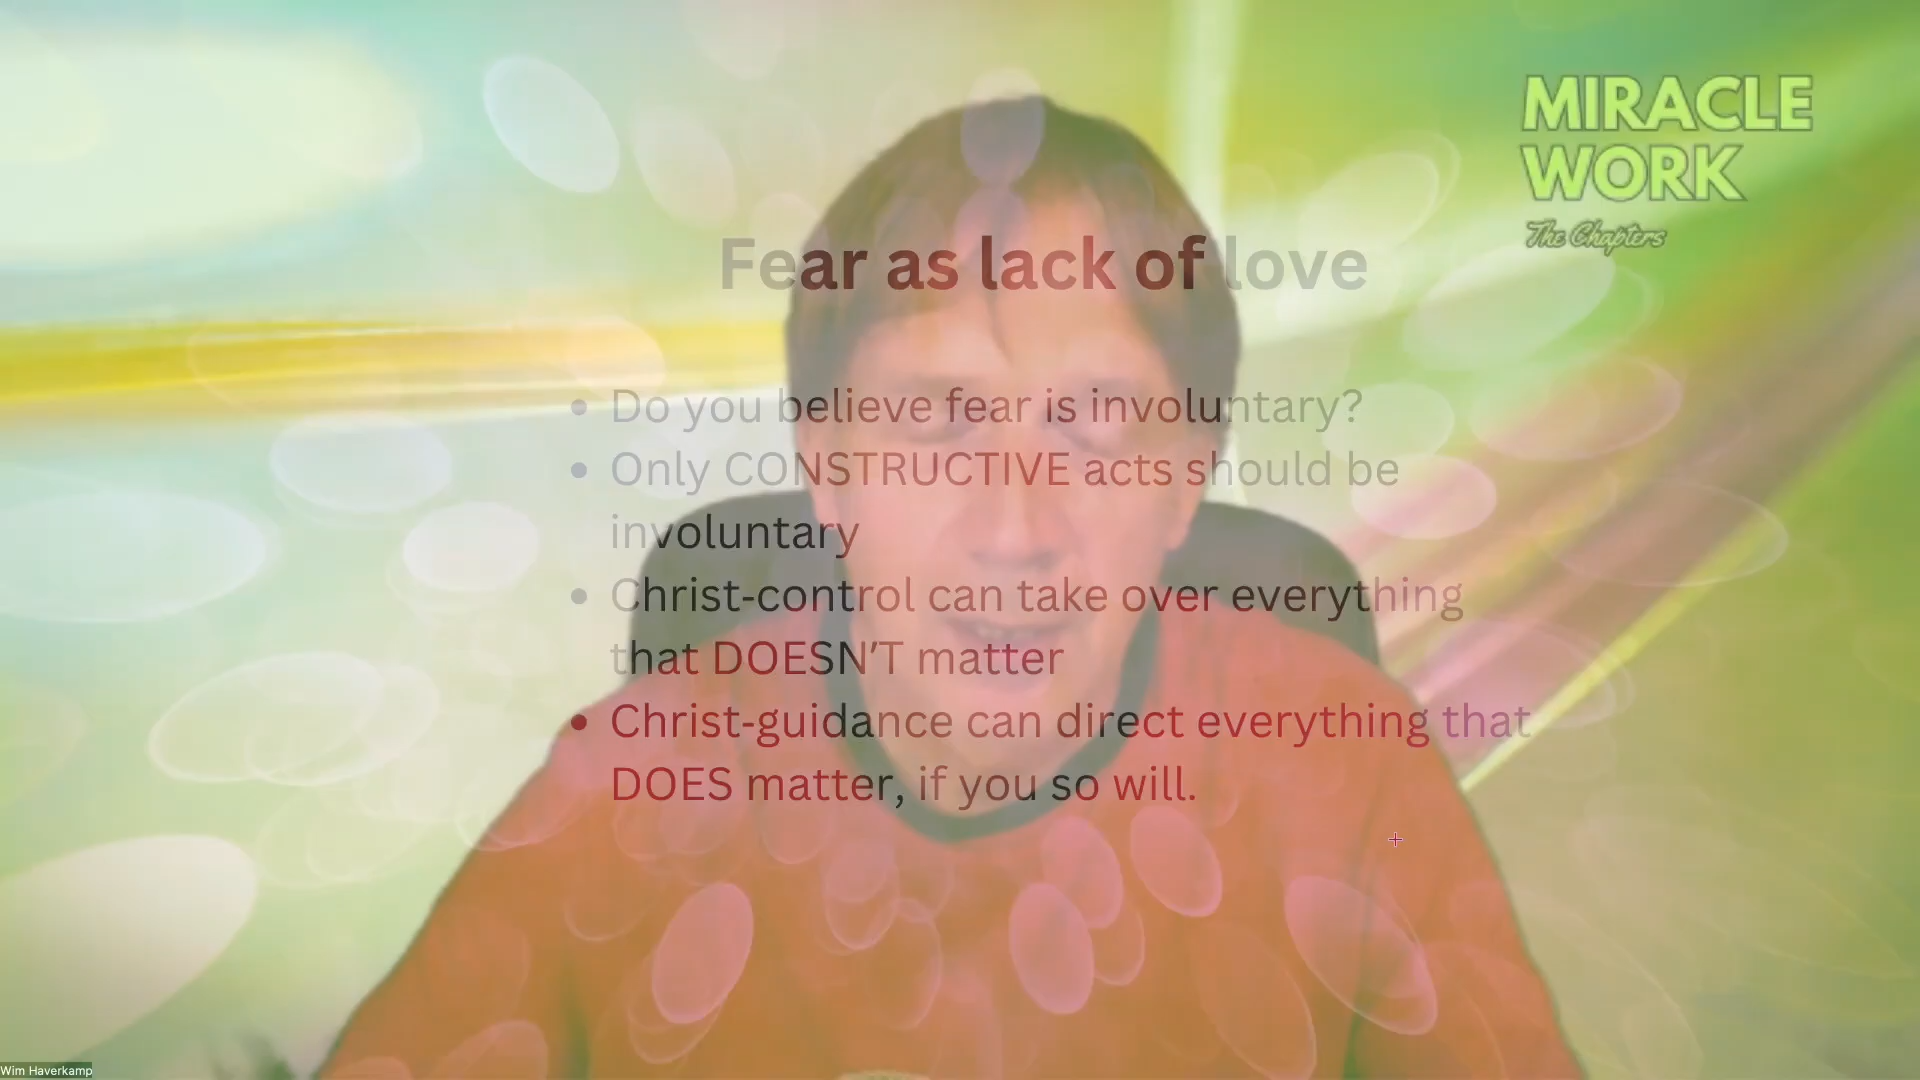 MIRACLE
WORK
The Chapters
Fear as lack of love
• Do you believe fear is involuntary?
• Only CONSTRUCTIVE acts should be
involuntary
• Christ-control can take over everything
that DOESN'T matter
• Christ-guidance can direct everything that
DOES matter, if you so will.
Wim Haverkamp